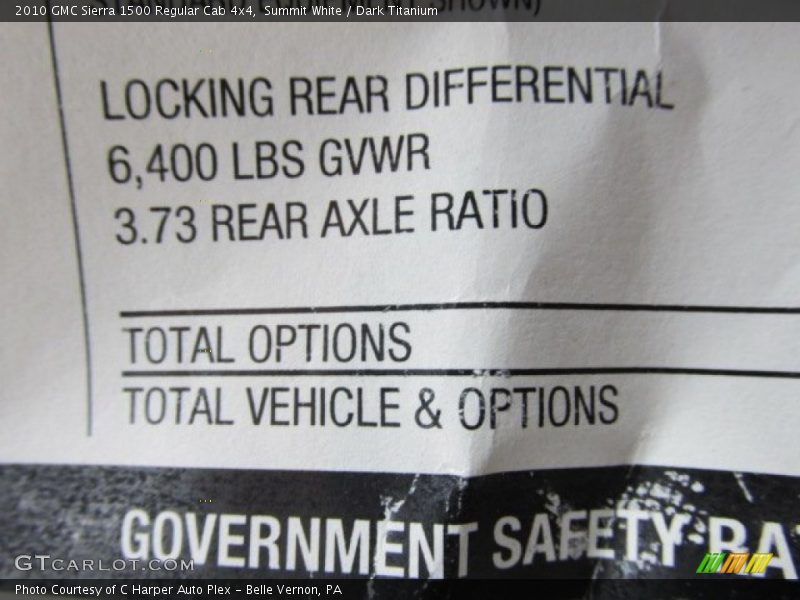 2010 GMC Sierra 1500 Regular Cab 4x4, Summit White / Dark Titanium
LOCKING REAR DIFFERENTIAL
6,400 LBS GVWR
3.73 REAR AXLE RATIO
TOTAL OPTIONS
TOTAL VEHICLE & OPTIONS
GOVERNMENT SAFETY RA
GTcarlot.com
Photo Courtesy of C Harper Auto Plex - Belle Vernon, PA